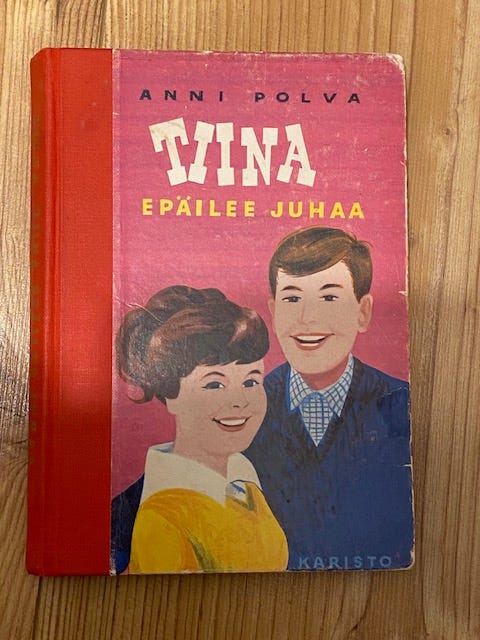 ANNI POLVA
TIINA
EPÄILEE JUHAA
KARISTO